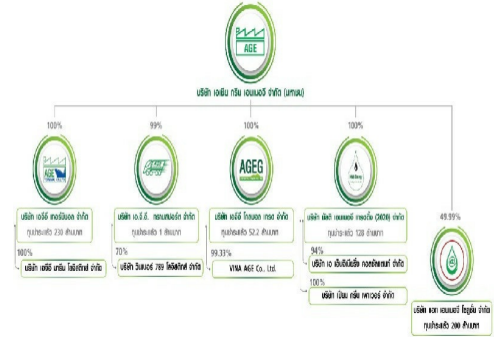 AGE
บริษัท เอเชีย กรีน เอนเนอจี จำกัด (มหาชน)
100%
99%
100%
100%
49.99%
AGE
AGEG
บริษัท เอจีอี เทอร์มินอล จำกัด
ทุนชำระแล้ว 230 ล้านบาท
บริษัท เอ.จี.อี. ทรานสปอร์ต จำกัด
ทุนชำระแล้ว 1 ล้านบาท
บริษัท เอจีอี โกลบอล เทรด จำกัด
ทุนชำระแล้ว 52.2 ล้านบาท
บริษัท มัลติ เอนเนอจี เทรดดิ้ง (2020) จำกัด
ทุนชำระแล้ว 128 ล้านบาท
100%
บริษัท เอจีอี มารีน โลจิสติกส์ จำกัด
70%
บริษัท วินเนอร์ 789 โลจิสติกส์ จำกัด
99.33%
VINA AGE Co., Ltd.
94%
บริษัท เอ เอ็นจิเนียริ่ง คอลซัลแตนท์ จำกัด
100%
บริษัท เปียน กรีน เพาเวอร์ จำกัด
บริษัท แอท เอนเนอจี โซลูชั่น จำกัด
ทุนชำระแล้ว 200 ล้านบาท